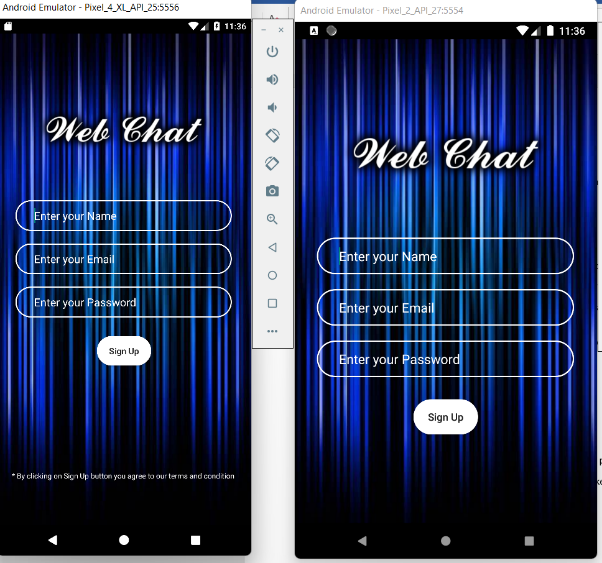 Android Emulator - Pixel_4_XL_API_25:5556
11:36
Web Chat
Enter your Name
Enter your Email
Enter your Password
Sign Up
* By clicking on Sign Up button you agree to our terms and condition
Android Emulator - Pixel_2_API_27:5554
A
11:36
Web Chat
Enter your Name
Enter your Email
Enter your Password
Sign Up